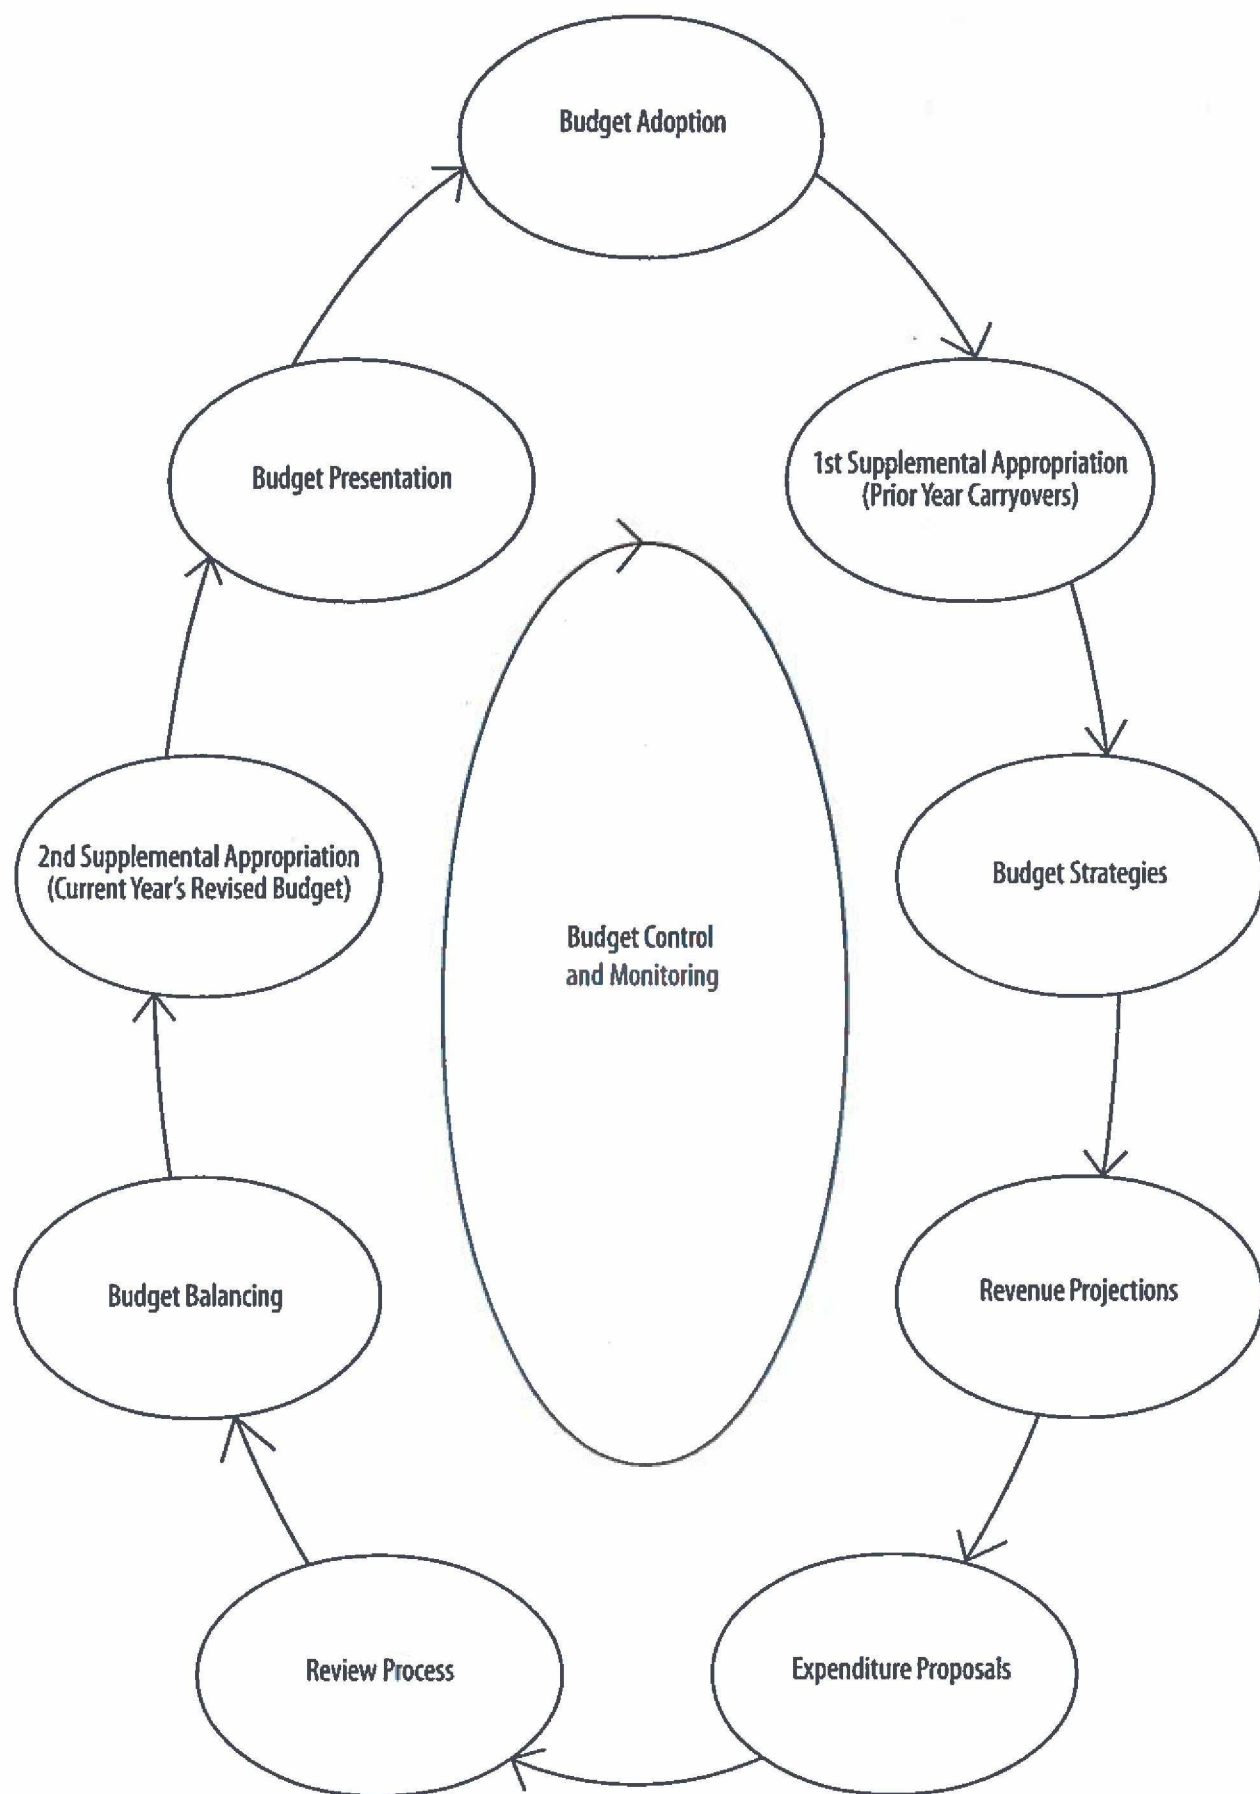 Budget Adoption
1st Supplemental Appropriation
(Prior Year Carryovers)
Budget Strategies
Revenue Projections
Expenditure Proposals
Review Process
Budget Balancing
2nd Supplemental Appropriation
(Current Year's Revised Budget)
Budget Presentation
Budget Control
and Monitoring